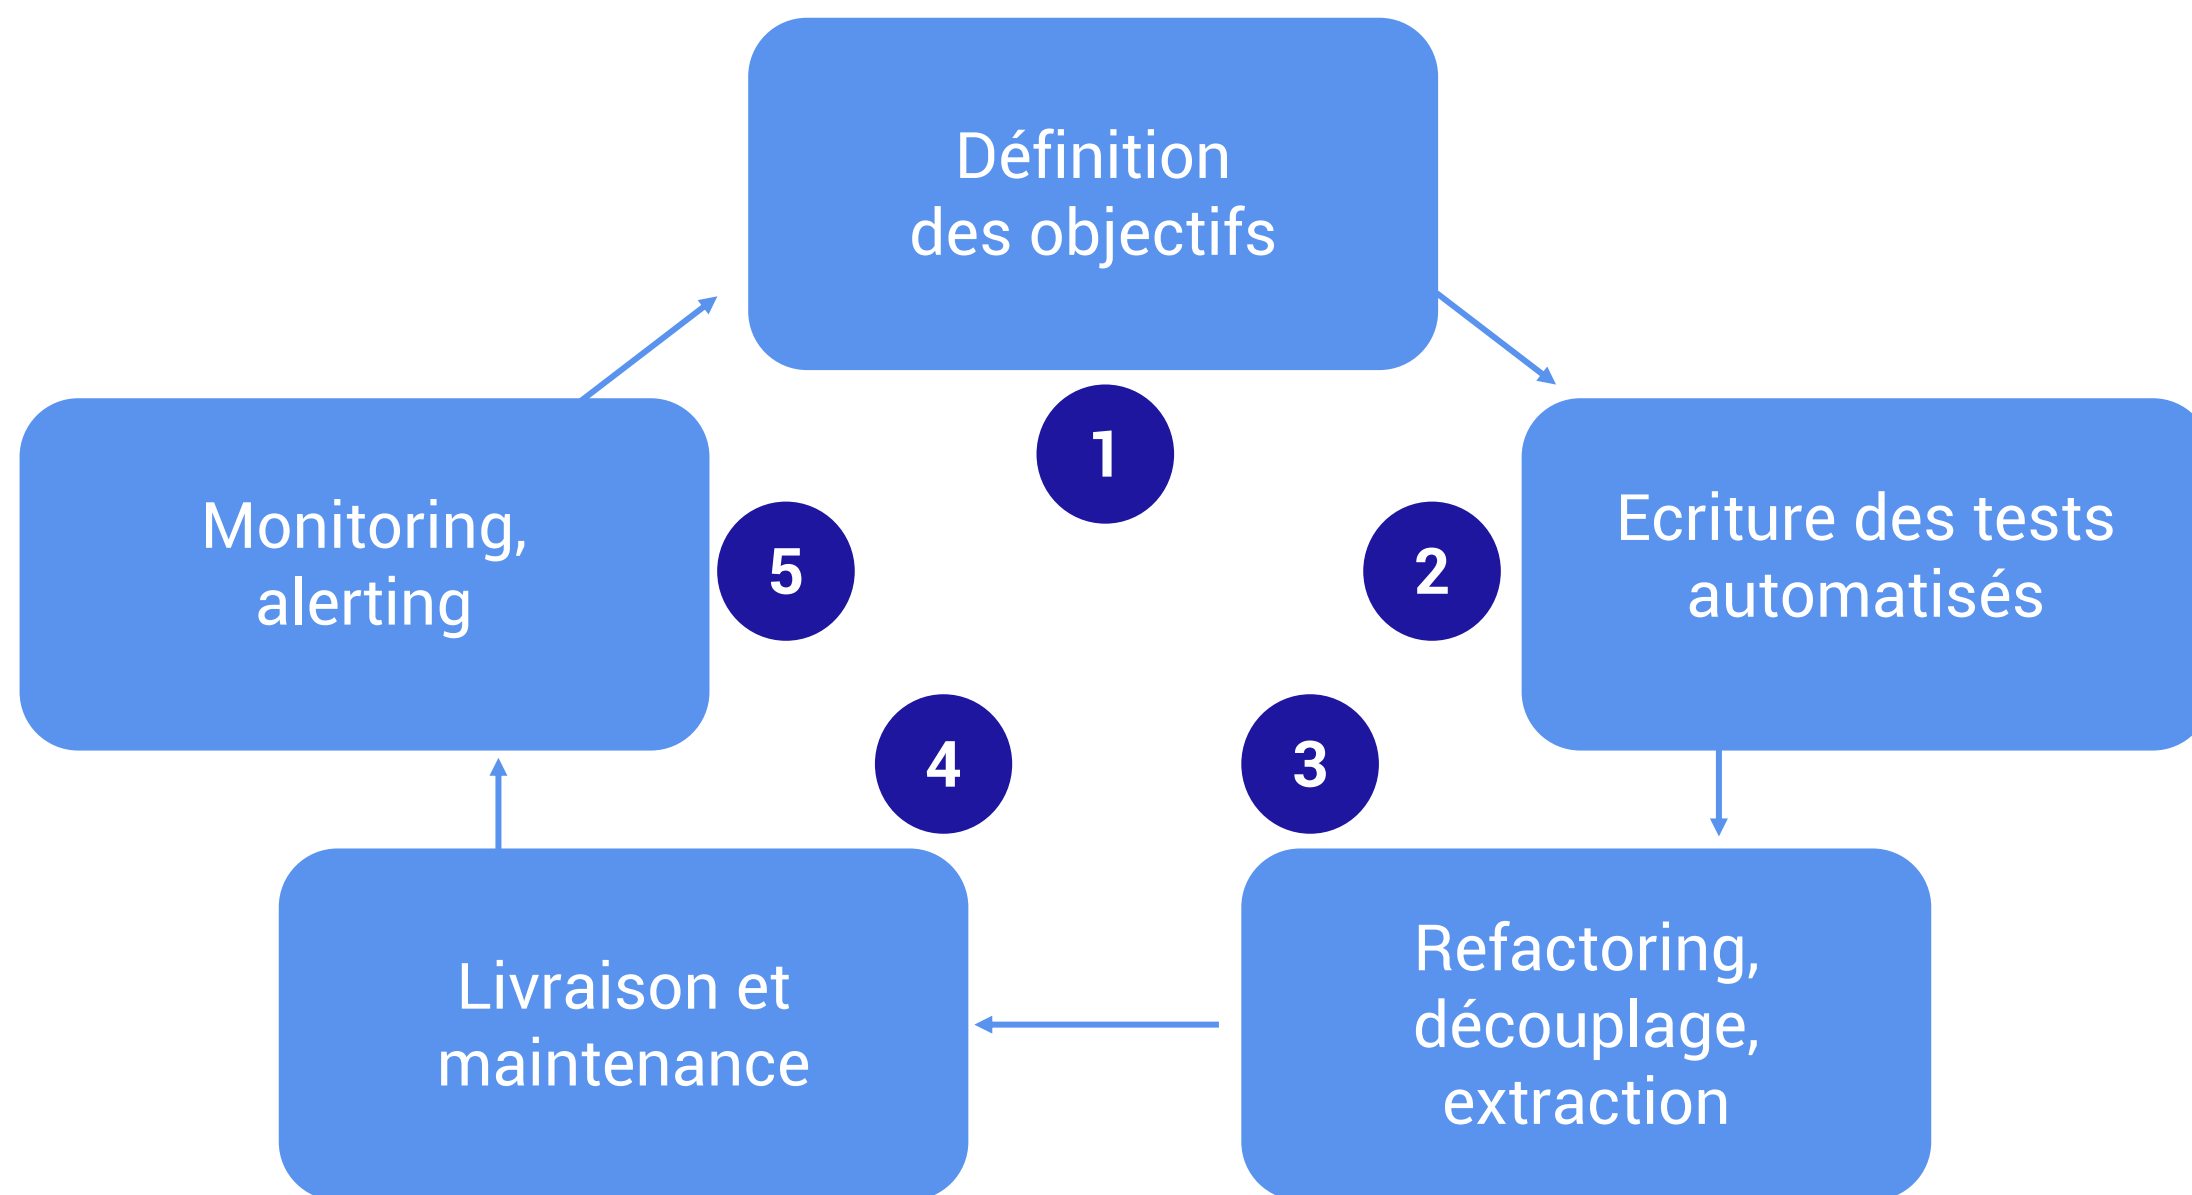 Définition
des objectifs
1
Ecriture des tests
automatisés
2
Refactoring,
découplage,
extraction
3
Livraison et
maintenance
4
Monitoring,
alerting
5